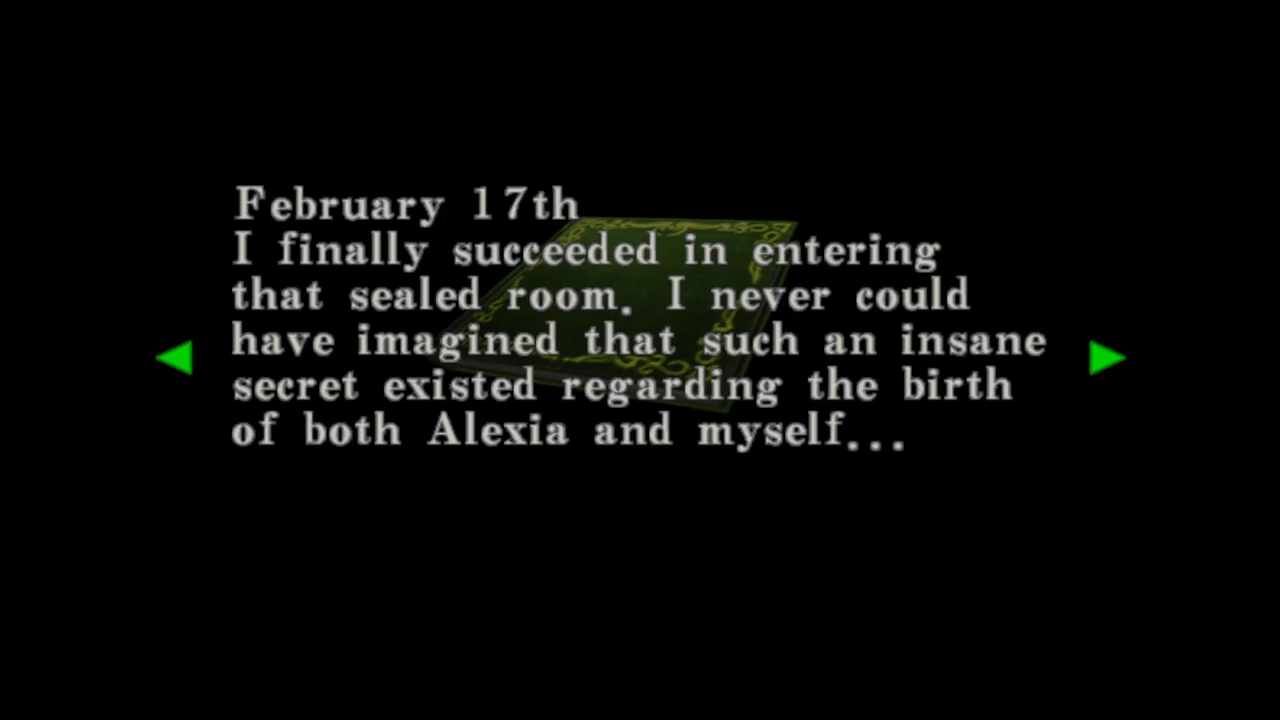 February 17th
I finally succeeded in entering
that sealed room. I never could
have imagined that such an insane
secret existed regarding the birth
of both Alexia and myself...